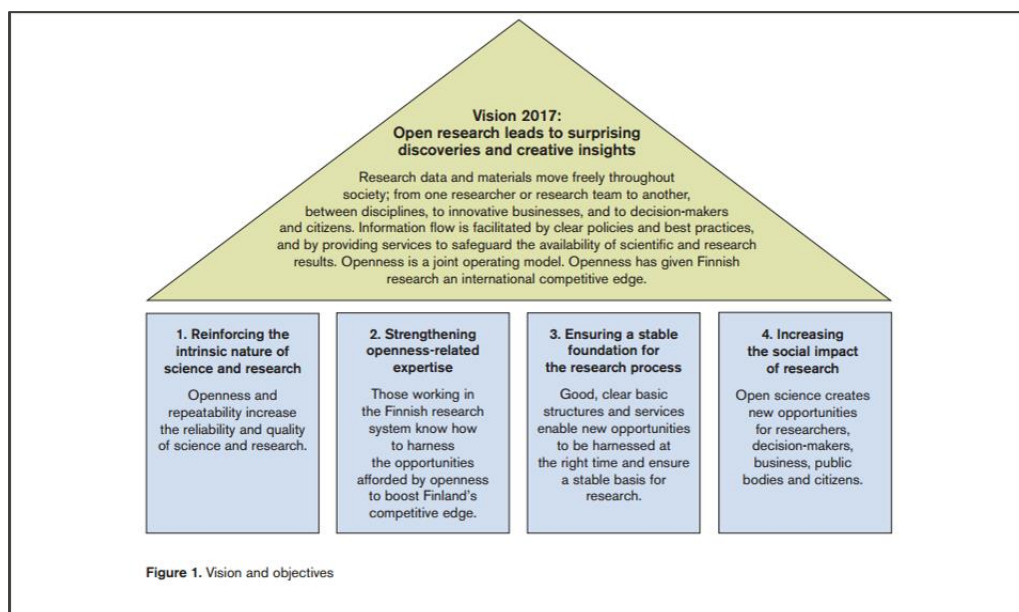 Vision 2017:
Open research leads to surprising
discoveries and creative insights
Research data and materials move freely throughout
society; from one researcher or research team to another,
between disciplines, to innovative businesses, and to decision-makers
and citizens. Information flow is facilitated by clear policies and best practices,
and by providing services to safeguard the availability of scientific and research
results. Openness is a joint operating model. Openness has given Finnish
research an international competitive edge.
1. Reinforcing the
intrinsic nature of
science and research
Openness and
repeatability increase
the reliability and quality
of science and research.
2. Strengthening
openness-related
expertise
Those working in
the Finnish research
system know how
to harness
the opportunities
afforded by openness
to boost Finland's
competitive edge.
3. Ensuring a stable
foundation for
the research process
Good, clear basic
structures and services
enable new opportunities
to be harnessed at
the right time and ensure
a stable basis for
research.
4. Increasing
the social impact
of research
Open science creates
new opportunities
for researchers,
decision-makers,
business, public
bodies and citizens.
Figure 1. Vision and objectives